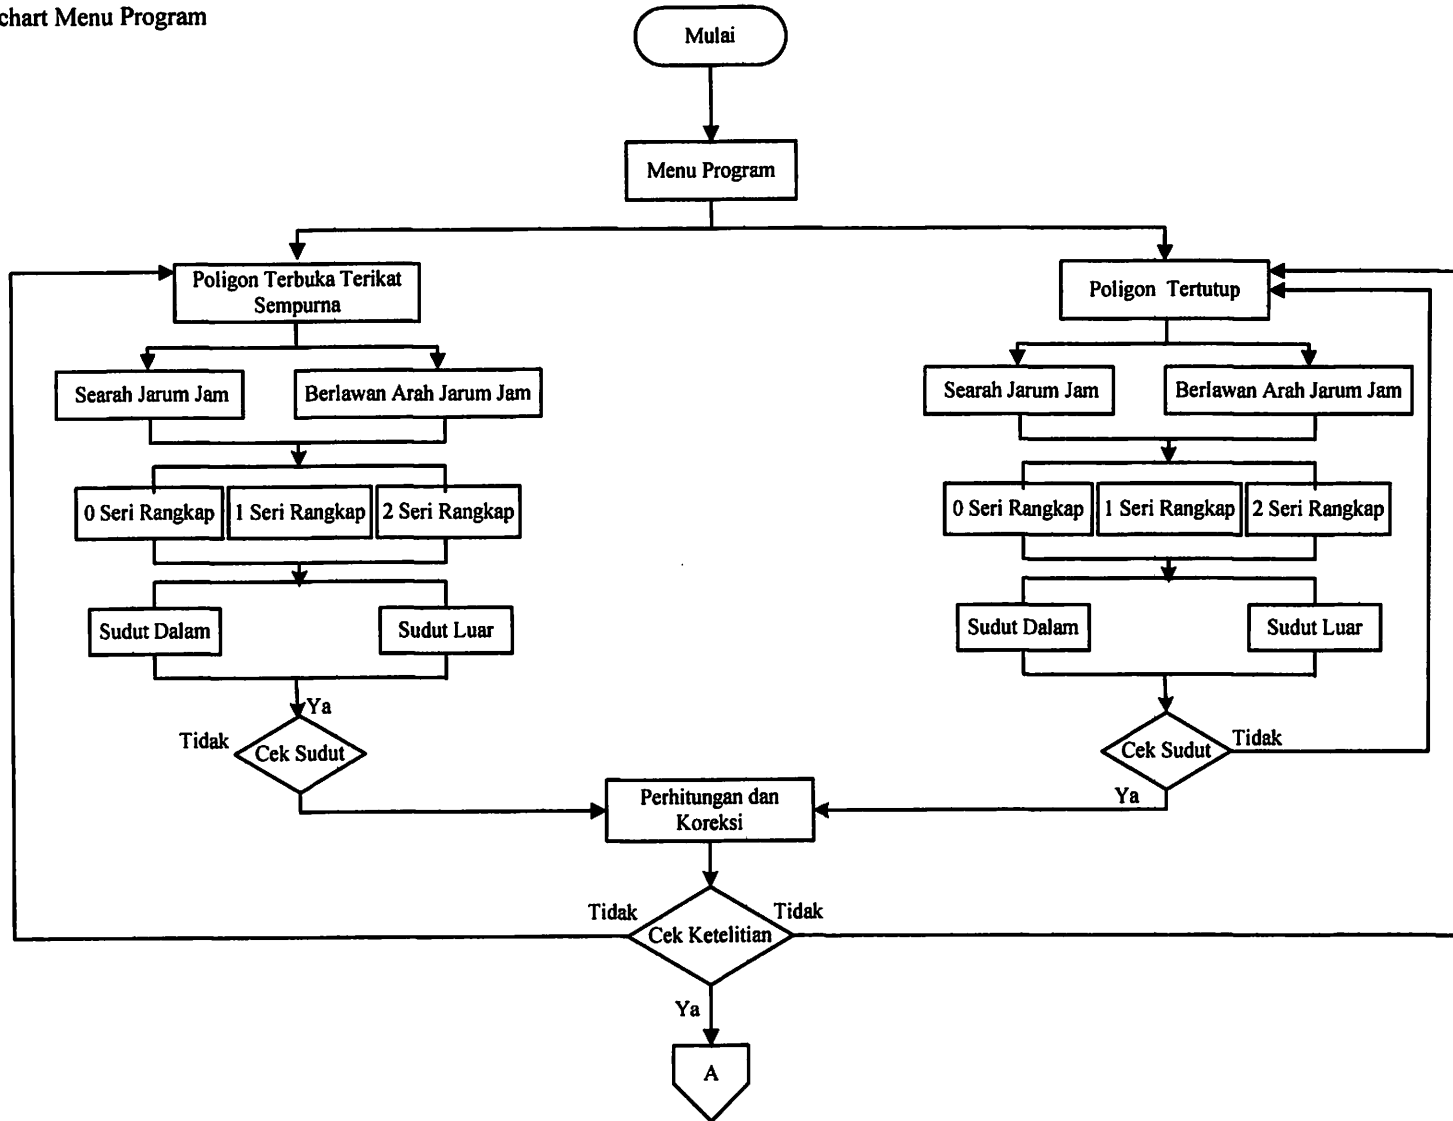 chart Menu Program
Mulai
Menu Program
Poligon Terbuka Terikat
Sempurna
Searah Jarum Jam
Berlawan Arah Jarum Jam
0 Seri Rangkap
1 Seri Rangkap
2 Seri Rangkap
Sudut Dalam
Sudut Luar
Ya
Tidak
Cek Sudut
Poligon Tertutup
Searah Jarum Jam
Berlawan Arah Jarum Jam
0 Seri Rangkap
1 Seri Rangkap
2 Seri Rangkap
Sudut Dalam
Sudut Luar
Cek Sudut
Tidak
Ya
Perhitungan dan
Koreksi
Tidak
Tidak
Cek Ketelitian
Ya
A